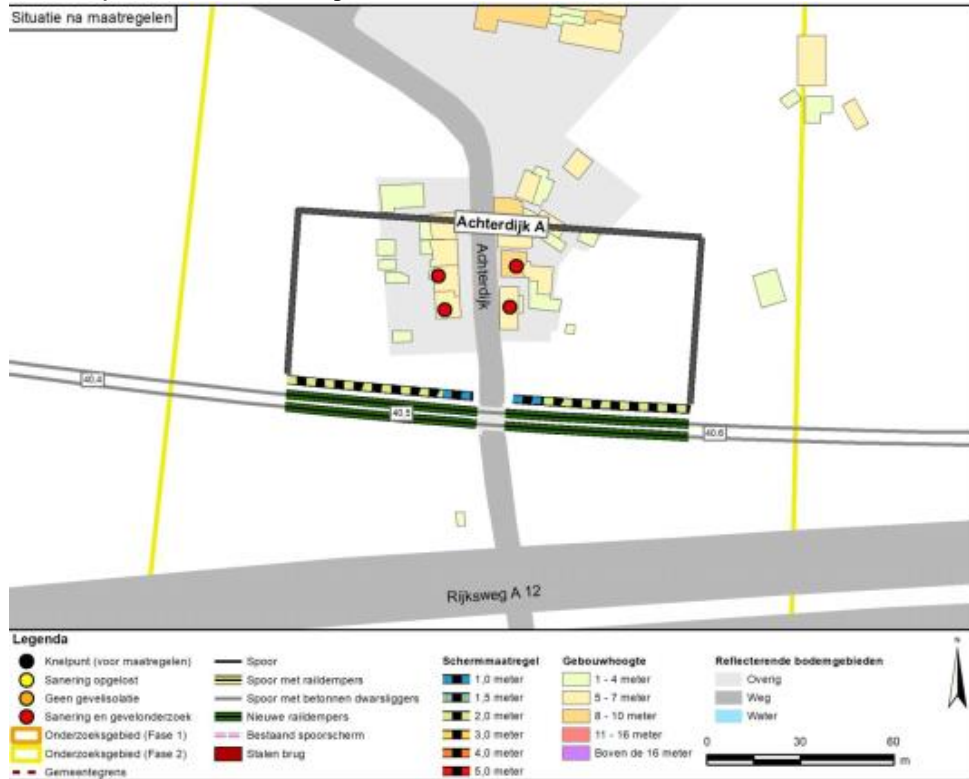 Situatie na maatregelen
Achterdijk A
Achterdijk
40.4
40.5
40.6
Rijksweg A 12
Legenda
Knelpunt (voor maatregelen)
Sanering opgelost
Geen gevelisolatie
Sanering en gevelonderzoek
Onderzoeksgebied (Fase 1)
Onderzoeksgebied (Fase 2)
Gemeentegrens
Spoor
Spoor met raildempers
Spoor met betonnen dwarsliggers
Nieuwe raildempers
Bestaand spoorscherm
Stalen brug
Schermmaatregel
1,0 meter
1,5 meter
2,0 meter
3,0 meter
4,0 meter
5,0 meter
Gebouwhoogte
1 - 4 meter
5 - 7 meter
8 - 10 meter
11 - 16 meter
Boven de 16 meter
Reflecterende bodemgebieden
Overig
Weg
Water
N
0 30 60
m